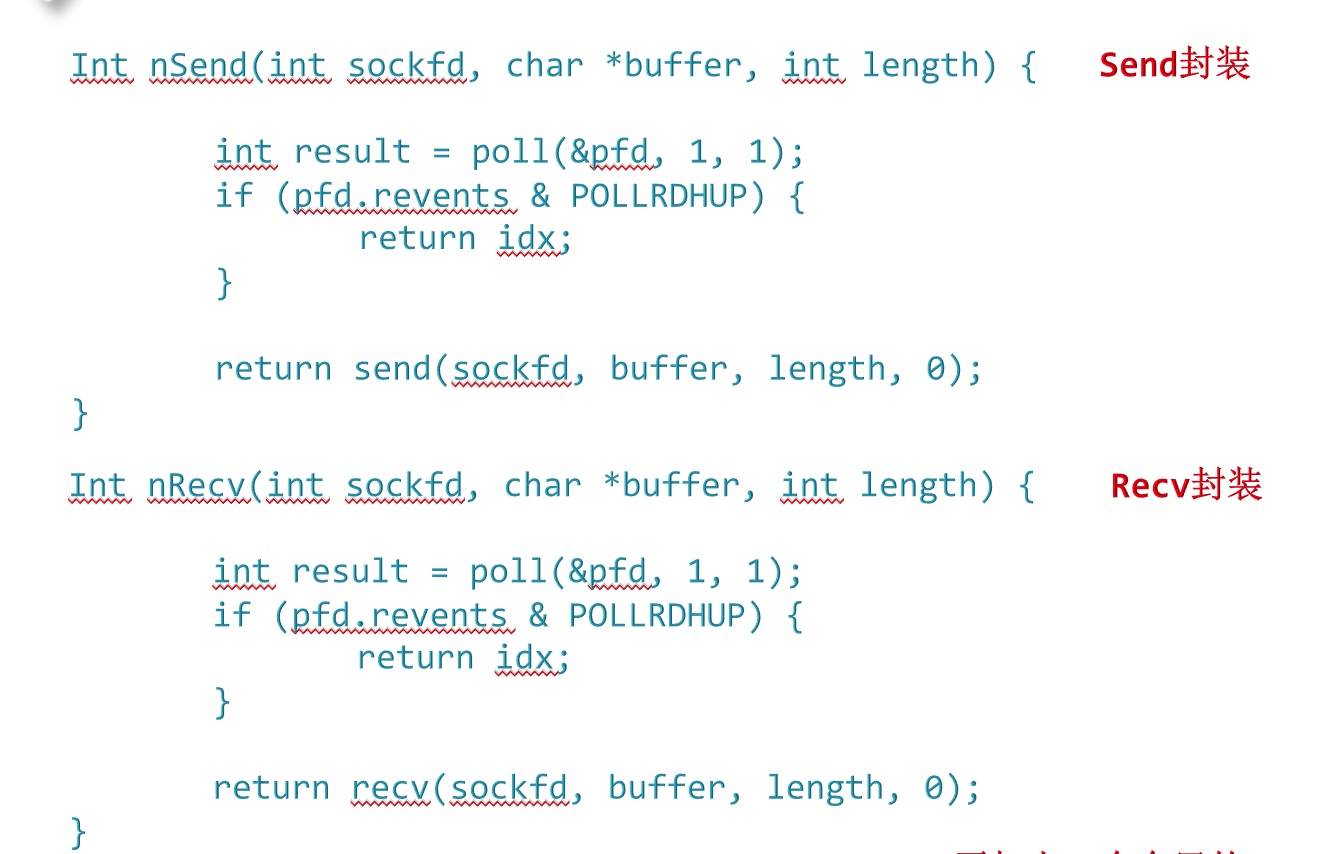 Int nSend(int sockfd, char *buffer, int length) { Send封装
int result = poll(&pfd, 1, 1);
if (pfd.revents & POLLRDHUP) {
return idx;
}
return send(sockfd, buffer, length, 0);
}
Int nRecv(int sockfd, char *buffer, int length) { Recv封装
int result = poll(&pfd, 1, 1);
if (pfd.revents & POLLRDHUP) {
return idx;
}
return recv(sockfd, buffer, length, 0);
}